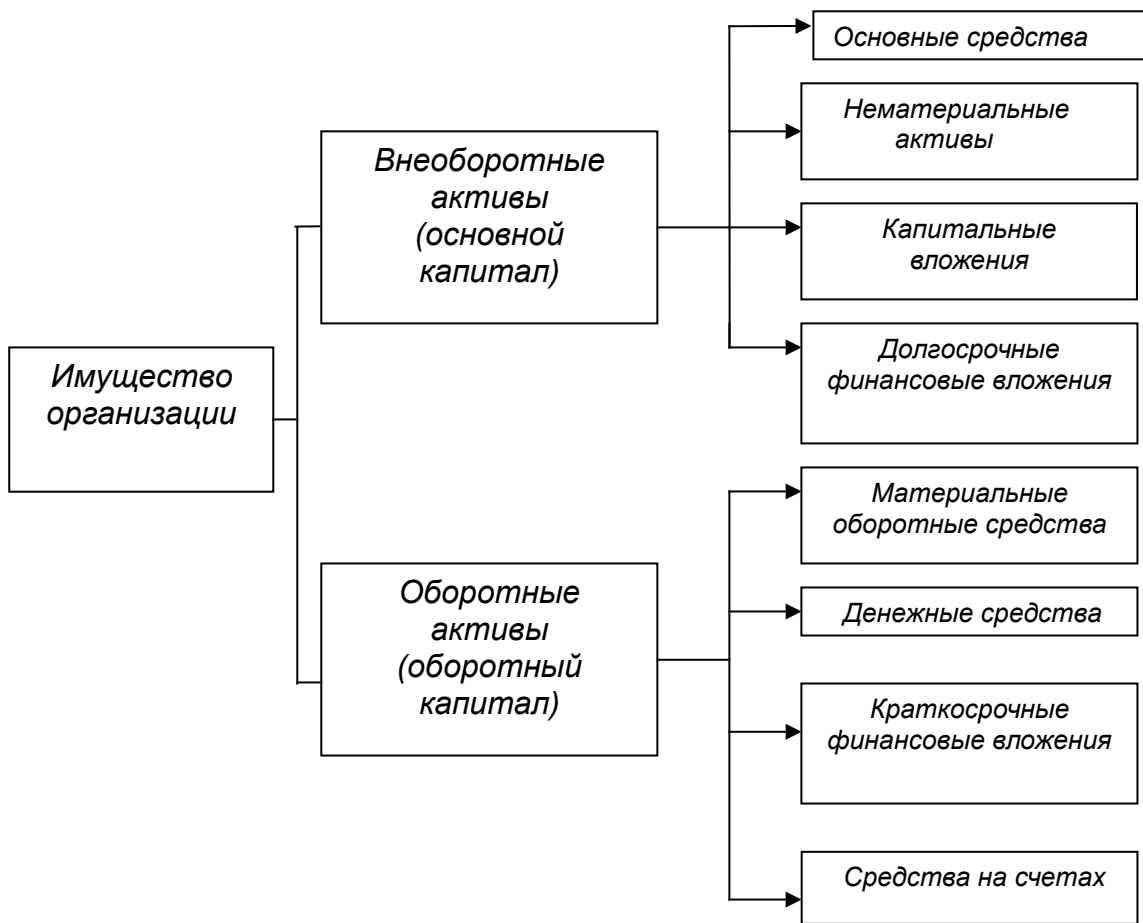 Имущество
организации
Внеоборотные
активы
(основной
капитал)
Основные средства
Нематериальные
активы
Капитальные
вложения
Долгосрочные
финансовые вложения
Оборотные
активы
(оборотный
капитал)
Материальные
оборотные средства
Денежные средства
Краткосрочные
финансовые вложения
Средства на счетах